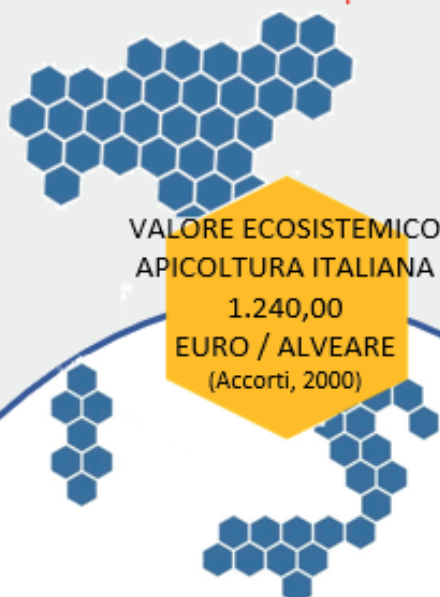 VALORE ECOSISTEMICO
APICOLTURA ITALIANA
1.240,00
EURO / ALVEARE
(Accorti, 2000)